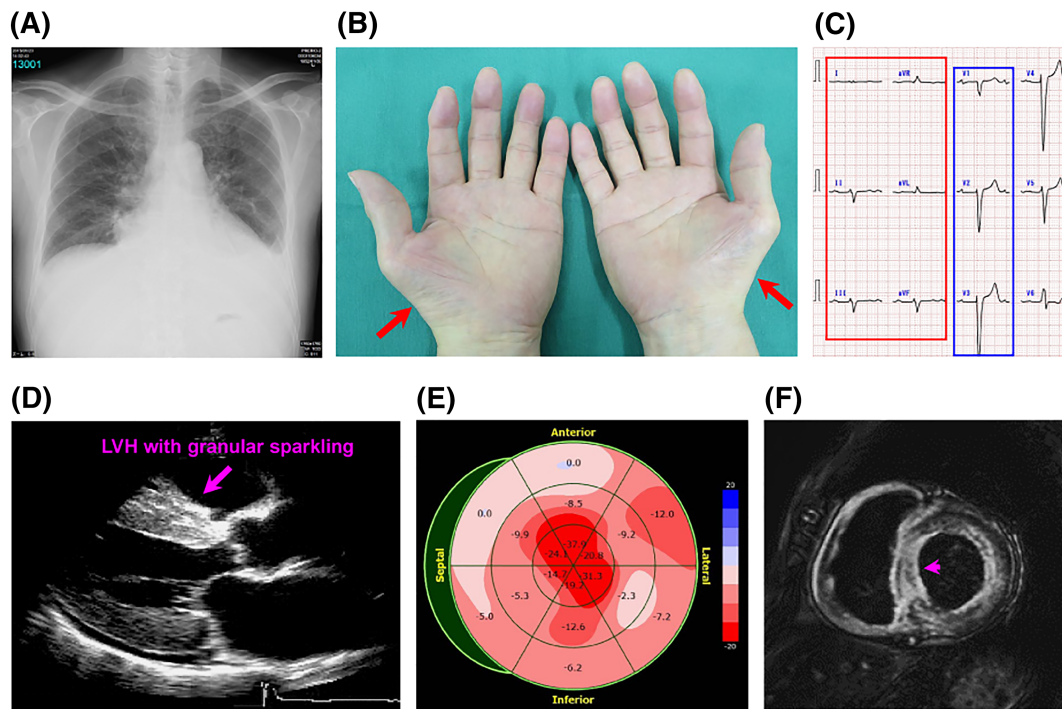 (A)
(B)
(C)
13001
I
aVR
V1
V4
II
aVL
V2
V5
III
aVF
V3
V6
(D)
(E)
(F)
LVH with granular sparkling
Anterior
Septal
Lateral
Inferior
0.0
0.0
-8.5
-12.0
-9.9
-37.9
-9.2
-24.1
-20.8
-14.7
-31.3
-19.2
-5.3
-2.3
-5.0
-7.2
-12.6
-6.2
20
-20